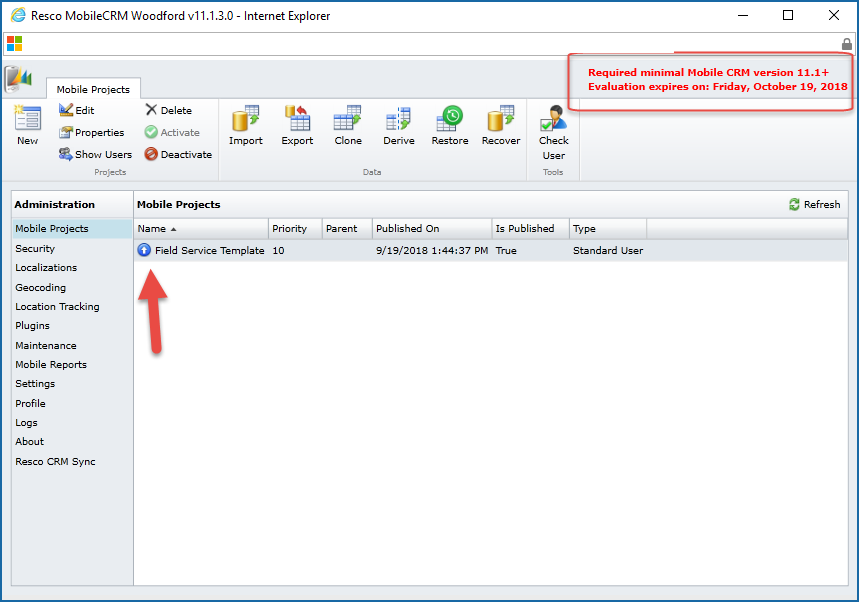 Resco MobileCRM Woodford v11.1.3.0 - Internet Explorer
Required minimal Mobile CRM version 11.1+
Evaluation expires on: Friday, October 19, 2018
Mobile Projects
New
Edit
Properties
Show Users
Delete
Activate
Deactivate
Projects
Import
Export
Clone
Derive
Restore
Recover
Data
Check
User
Tools
Administration
Mobile Projects
Security
Localizations
Geocoding
Location Tracking
Plugins
Maintenance
Mobile Reports
Settings
Profile
Logs
About
Resco CRM Sync
Mobile Projects
Refresh
Name Priority Parent Published On Is Published Type
Field Service Template 10 9/19/2018 1:44:37 PM True Standard User